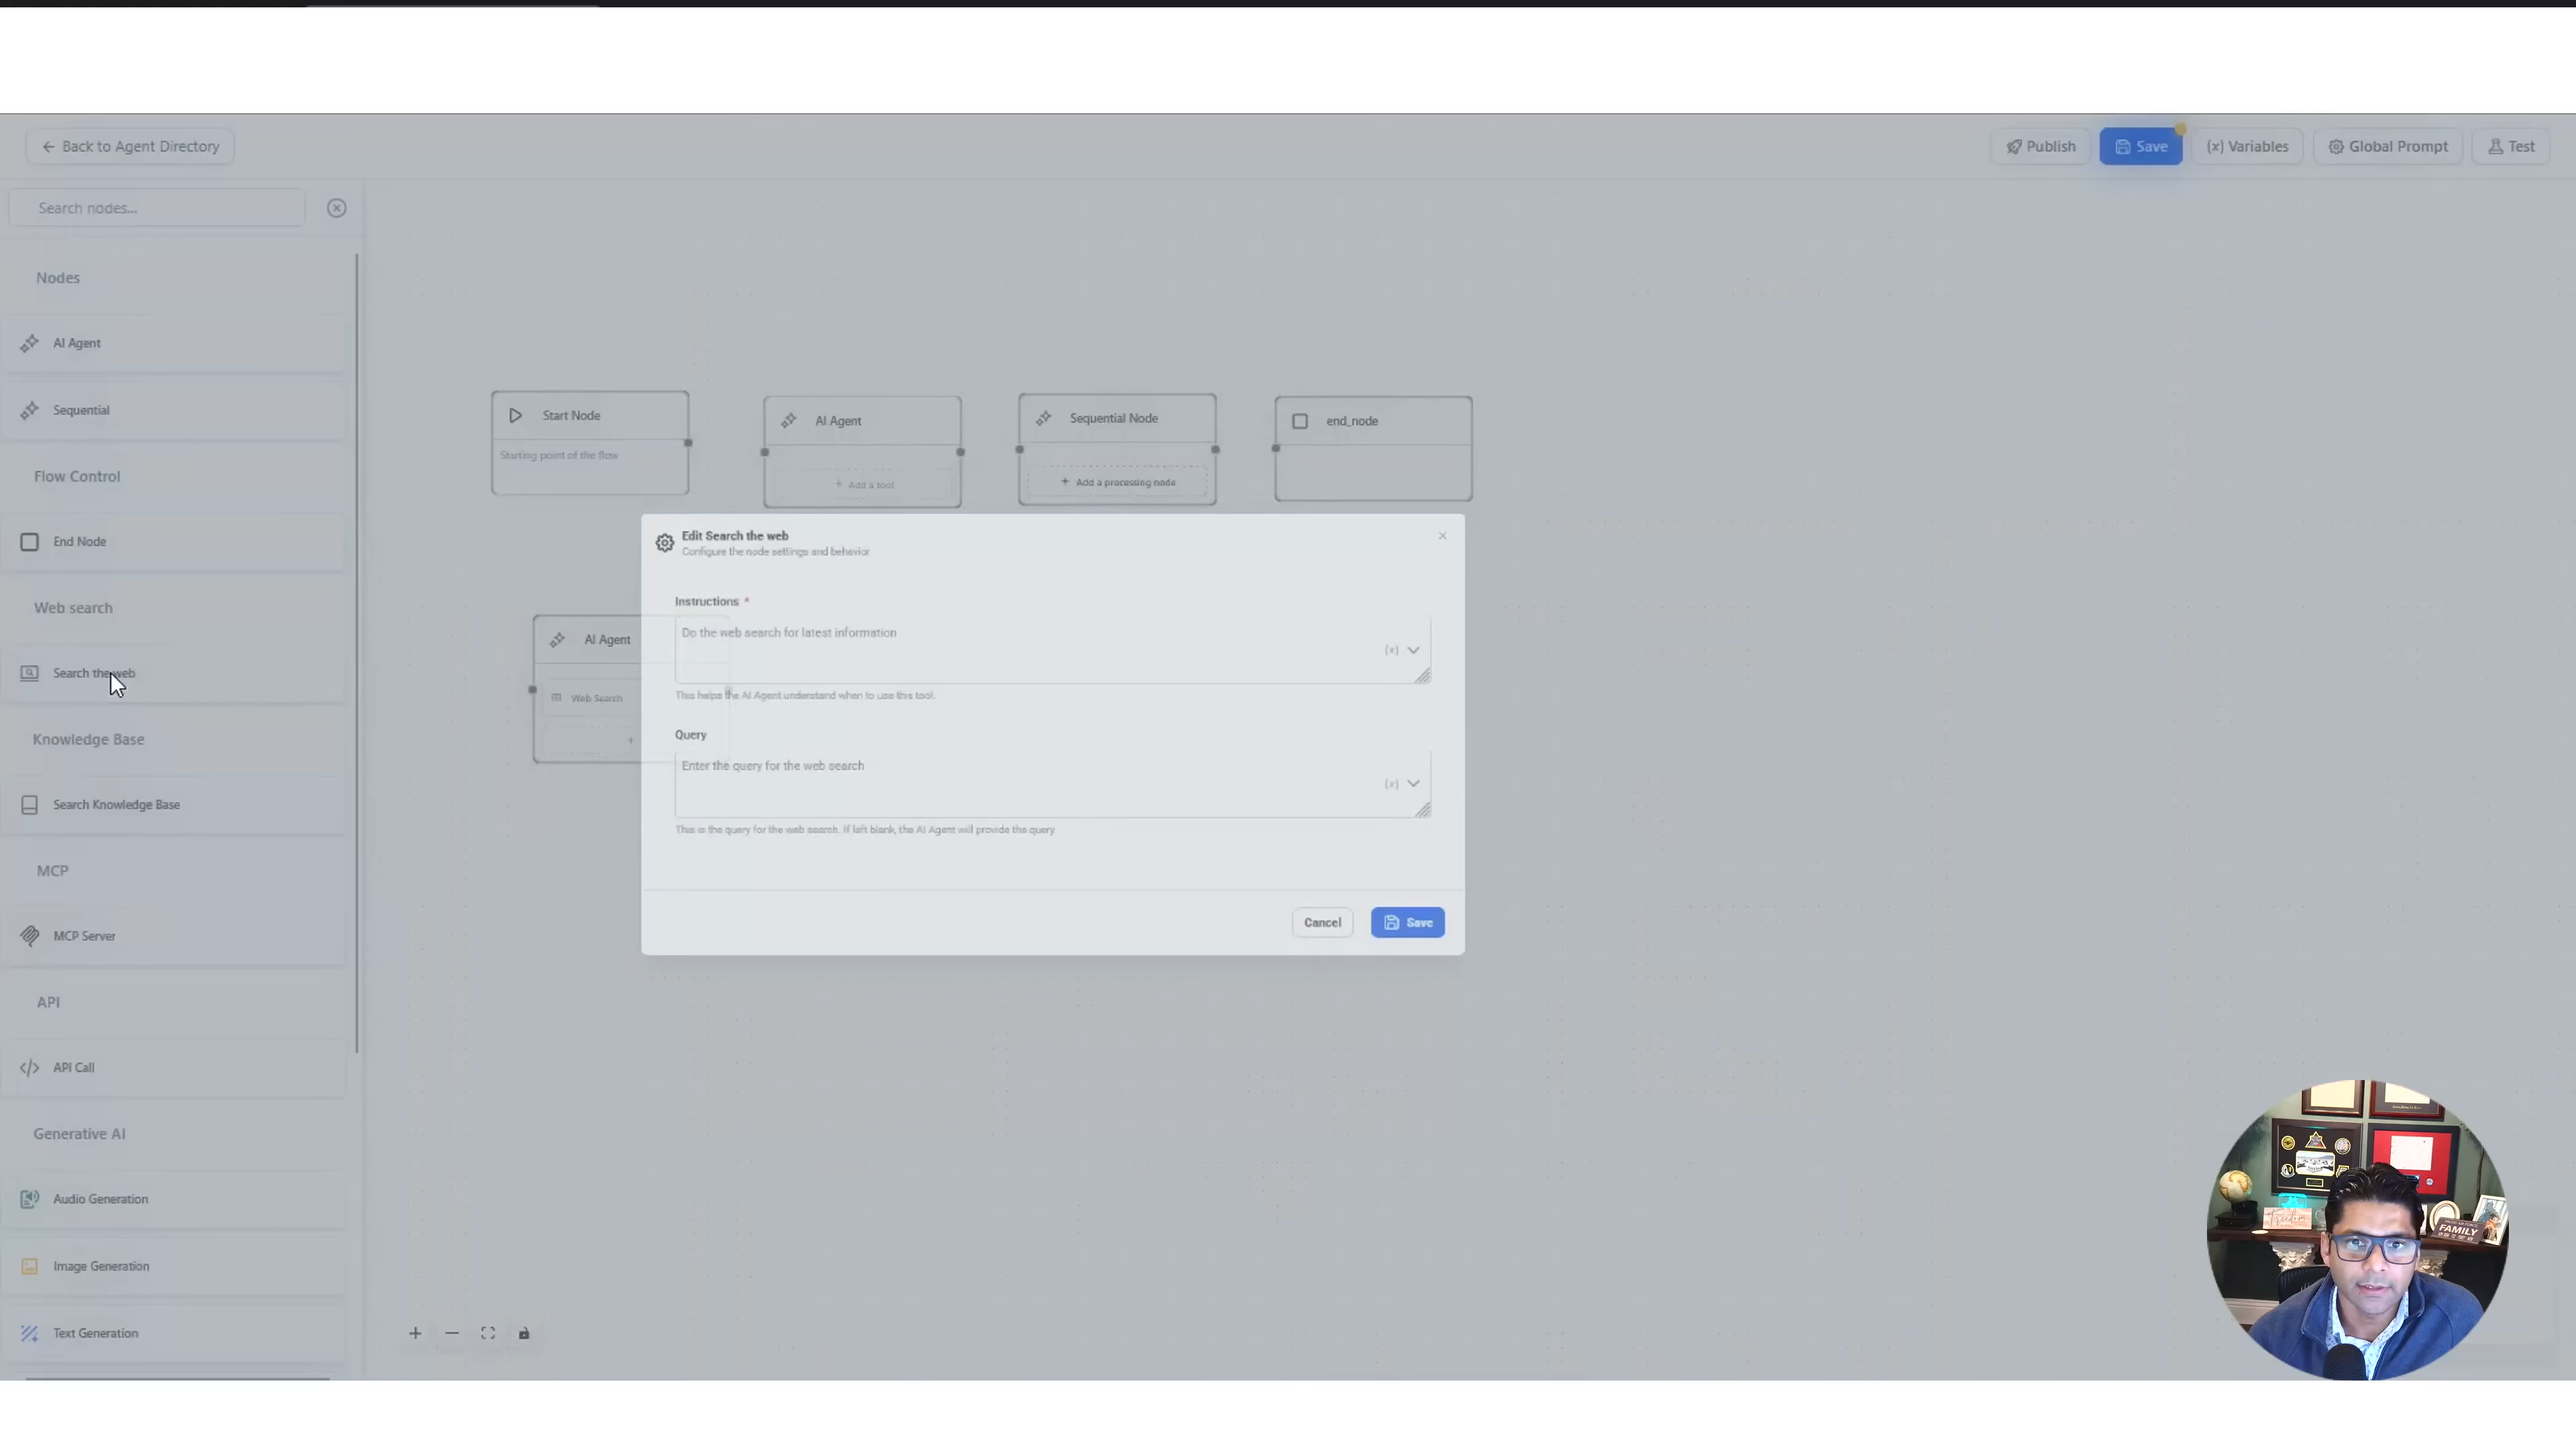 Back to Agent Directory
Publish
Save
(x) Variables
Global Prompt
Test
Search nodes...
Nodes
AI Agent
Sequential
Flow Control
End Node
Web search
Search the web
Knowledge Base
Search Knowledge Base
MCP
MCP Server
API
API Call
Generative AI
Audio Generation
Image Generation
Text Generation
Start Node
Starting point of the flow
AI Agent
+ Add a tool
Sequential Node
+ Add a processing node
end_node
AI Agent
Web Search
+
Edit Search the web
Configure the node settings and behavior
Instructions *
Do the web search for latest information
(x)
This helps the AI Agent understand when to use this tool.
Query
Enter the query for the web search
(x)
This is the query for the web search. If left blank, the AI Agent will provide the query
Cancel
Save
Freedom
FAMILY